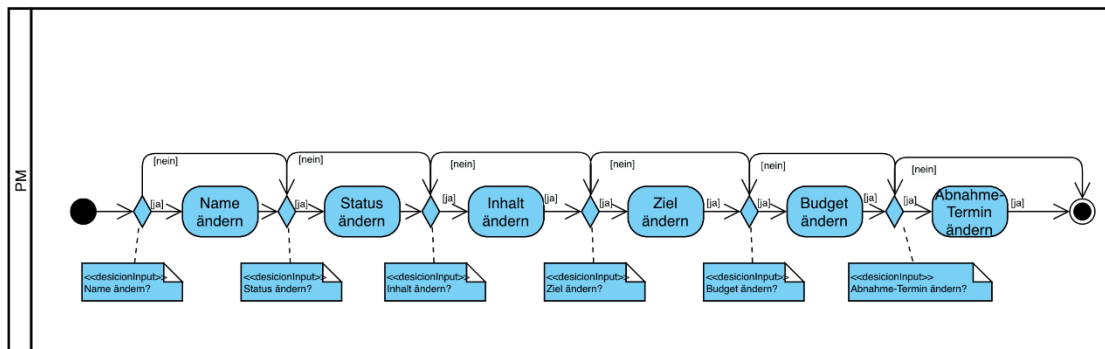 PM
[nein]
[nein]
[nein]
[nein]
[nein]
[nein]
[ja]
Name
ändern
[ja]
Status
ändern
[ja]
Inhalt
ändern
[ja]
[ja]
Ziel
ändern
[ja]
[ja]
Budget
ändern
[ja]
[ja]
Abnahme-
Termin
ändern
[ja]
<<desicionInput>>
Name ändern?
<<desicionInput>>
Status ändern?
<<desicionInput>>
Inhalt ändern?
<<desicionInput>>
Ziel ändern?
<<desicionInput>>
Budget ändern?
<<desicionInput>>
Abnahme-Termin ändern?